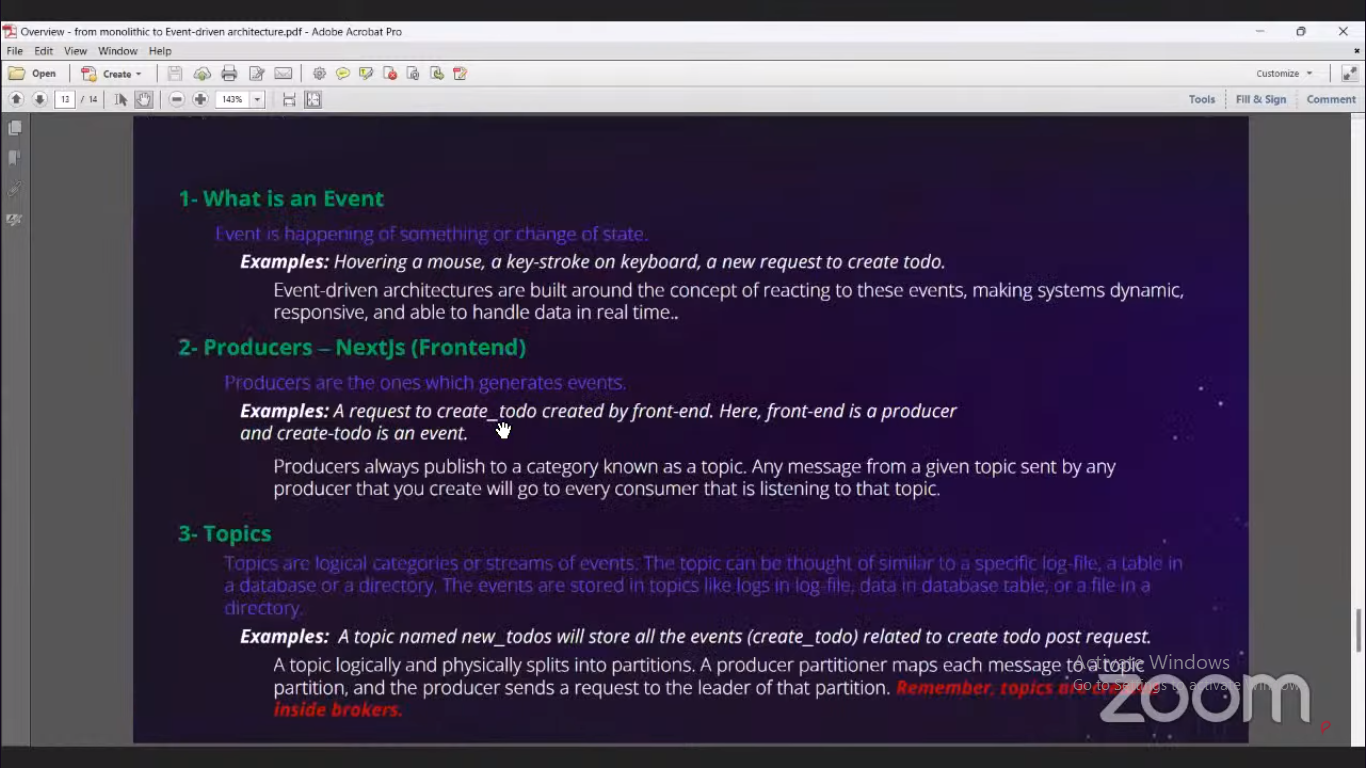 Overview - from monolithic to Event-driven architecture.pdf - Adobe Acrobat Pro
File Edit View Window Help
Open Create Customize
13 / 14 143% Tools Fill & Sign Comment
1- What is an Event
Event is happening of something or change of state.
Examples: Hovering a mouse, a key-stroke on keyboard, a new request to create todo.
Event-driven architectures are built around the concept of reacting to these events, making systems dynamic,
responsive, and able to handle data in real time..
2- Producers – NextJs (Frontend)
Producers are the ones which generates events.
Examples: A request to create_todo created by front-end. Here, front-end is a producer
and create-todo is an event.
Producers always publish to a category known as a topic. Any message from a given topic sent by any
producer that you create will go to every consumer that is listening to that topic.
3- Topics
Topics are logical categories or streams of events. The topic can be thought of similar to a specific log-file, a table in
a database or a directory. The events are stored in topics like logs in log-file, data in database table, or a file in a
directory.
Examples: A topic named new_todos will store all the events (create_todo) related to create todo post request.
A topic logically and physically splits into partitions. A producer partitioner maps each message to a topic
partition, and the producer sends a request to the leader of that partition. Remember, topics are
inside brokers.
Activate Windows
Go to Settings to activate Windows.
zoom
P